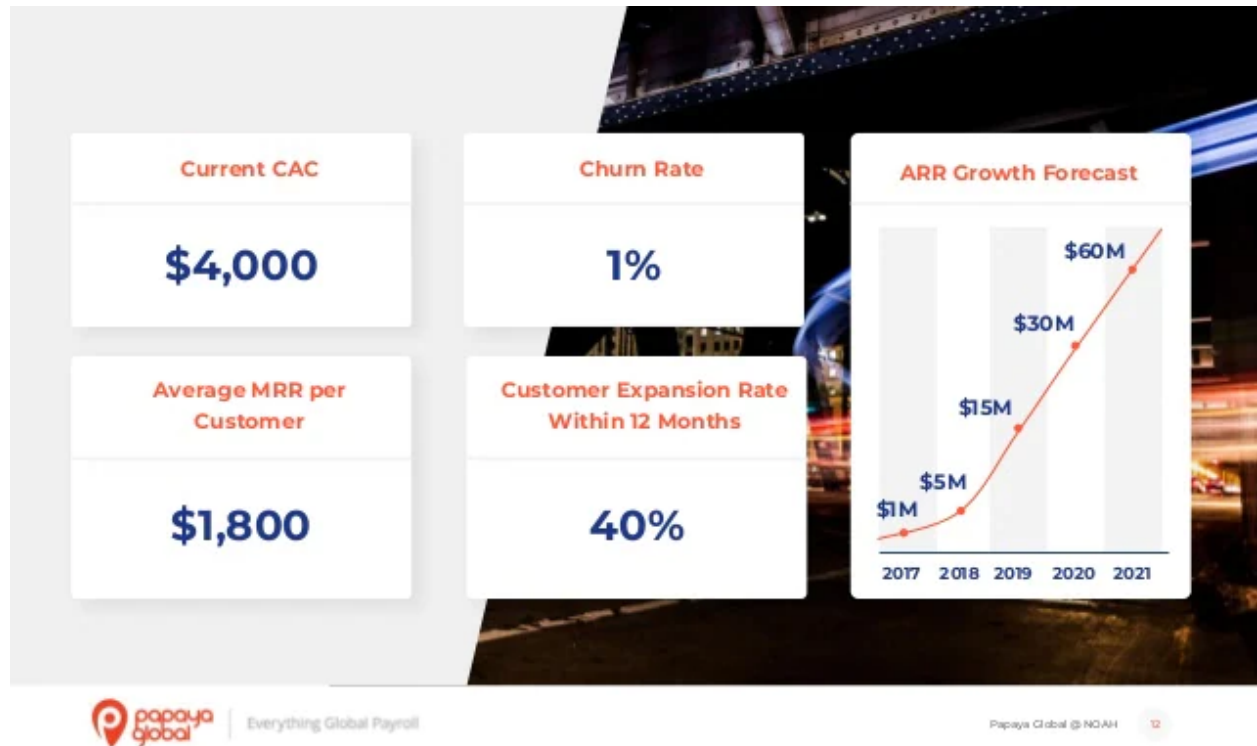 Current CAC
$4,000
Churn Rate
1%
Average MRR per
Customer
$1,800
Customer Expansion Rate
Within 12 Months
40%
ARR Growth Forecast
$60M
$30M
$15M
$5M
$1M
2017 2018 2019 2020 2021
papaya
global
Everything Global Payroll
Papaya Global @ NOAH
12